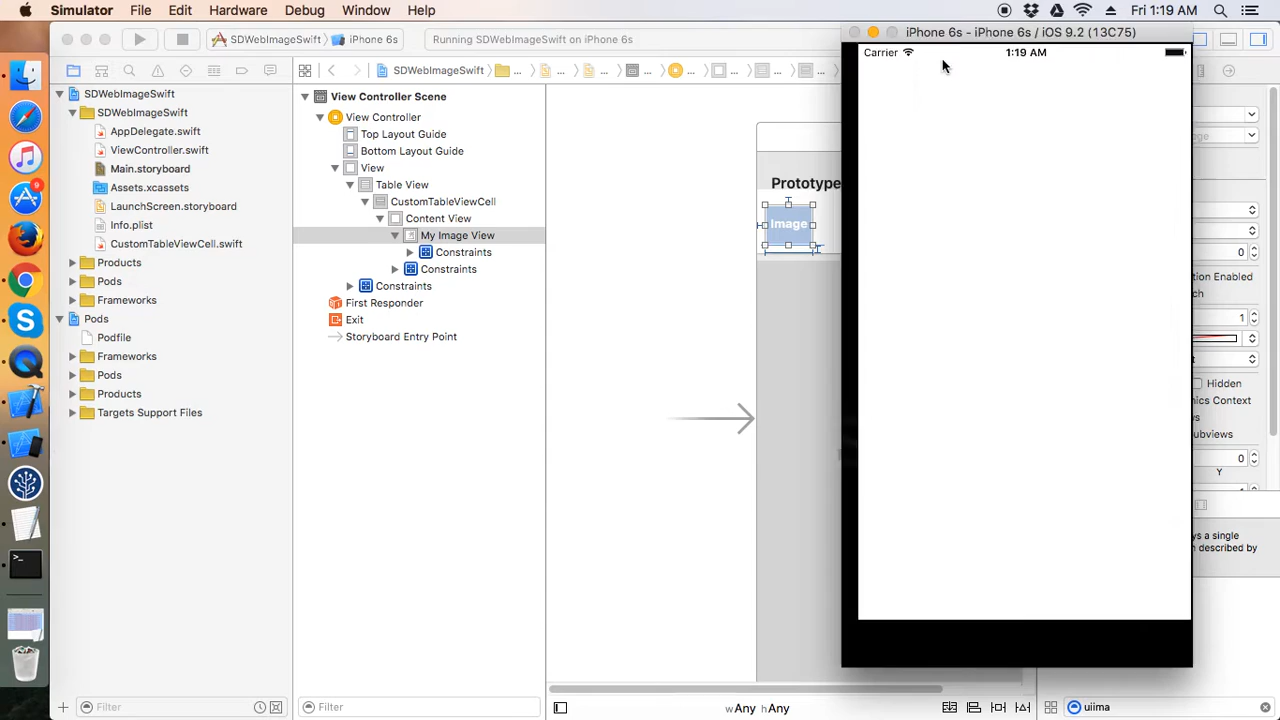 Simulator File Edit Hardware Debug Window Help Fri 1:19 AM
SDWebImageSwift iPhone 6s Running SDWebImageSwift on iPhone 6s
iPhone 6s - iPhone 6s / iOS 9.2 (13C75)
Carrier 1:19 AM
SDWebImageSwift ... ... ... ... ... ...
SDWebImageSwift
SDWebImageSwift
AppDelegate.swift
ViewController.swift
Main.storyboard
Assets.xcassets
LaunchScreen.storyboard
Info.plist
CustomTableViewCell.swift
Products
Pods
Frameworks
Pods
Podfile
Frameworks
Pods
Products
Targets Support Files
Filter
View Controller Scene
View Controller
Top Layout Guide
Bottom Layout Guide
View
Table View
CustomTableViewCell
Content View
My Image View
Constraints
Constraints
Constraints
First Responder
Exit
Storyboard Entry Point
Filter
Prototype
Image
wAny hAny
0
1
Hidden
0
Y
uiima
9